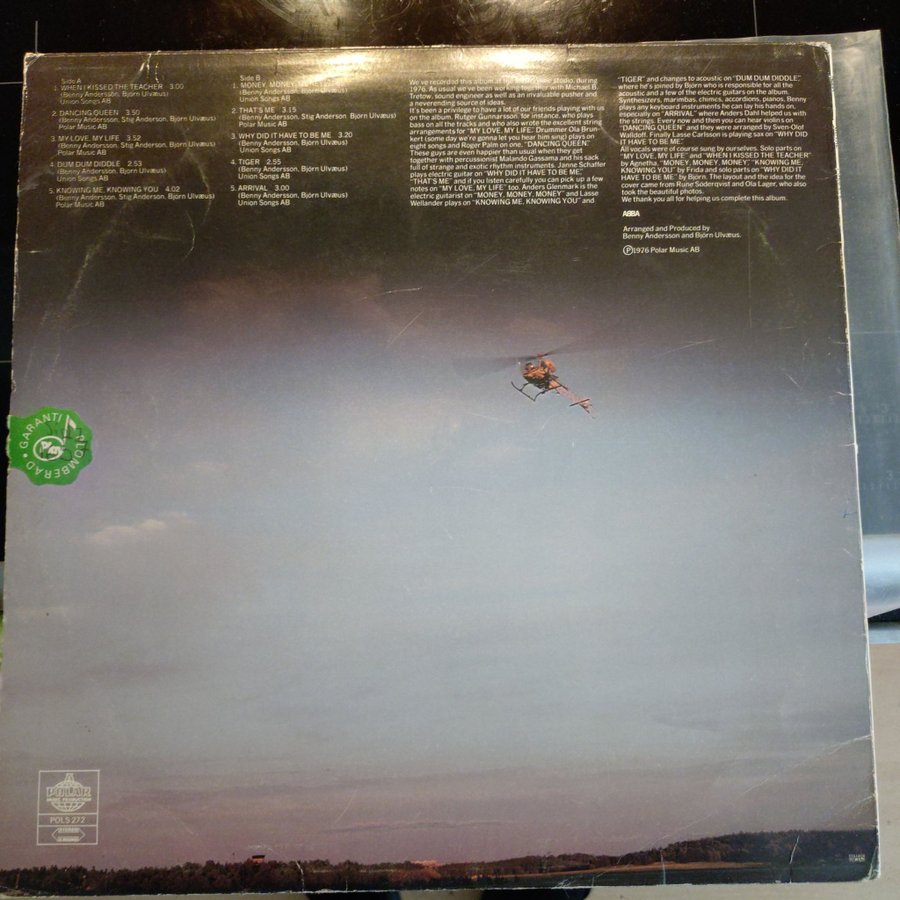 Side A
1. WHEN I KISSED THE TEACHER 3.00
(Benny Andersson, Björn Ulvæus)
Union Songs AB
2. DANCING QUEEN 3.50
(Benny Andersson, Stig Anderson, Björn Ulvæus)
Polar Music AB
3. MY LOVE, MY LIFE 3.52
(Benny Andersson, Stig Anderson, Björn Ulvæus)
Polar Music AB
4. DUM DUM DIDDLE 2.53
(Benny Andersson, Björn Ulvæus)
Union Songs AB
5. KNOWING ME, KNOWING YOU 4.02
(Benny Andersson, Stig Anderson, Björn Ulvæus)
Polar Music AB
Side B
1. MONEY, MONEY,
(Benny Andersson, Björn Ulvæus)
Union Songs AB
2. THAT'S ME 3.15
(Benny Andersson, Stig Anderson, Björn Ulvæus)
Polar Music AB
3. WHY DID IT HAVE TO BE ME 3.20
(Benny Andersson, Björn Ulvæus)
Union Songs AB
4. TIGER 2.55
(Benny Andersson, Björn Ulvæus)
Union Songs AB
5. ARRIVAL 3.00
(Benny Andersson, Björn Ulvæus)
Union Songs AB
We've recorded this album at studio, during
1976. As usual we've been working together with Michael B.
Tretow, sound engineer as well as an invaluable pusher and
a neverending source of ideas.
It's been a privilege to have a lot of our friends playing with us
on the album. Rutger Gunnarsson, for instance, who plays
bass on all the tracks and who also wrote the excellent string
arrangements for "MY LOVE, MY LIFE". Drummer Ola Brun-
kert (some day we're gonna let you hear him sing) plays on
eight songs and Roger Palm on one, "DANCING QUEEN".
These guys are even happier than usual when they get
together with percussionist Malando Gassama and his sack
full of strange and exotic rhythm instruments. Janne Schaffer
plays electric guitar on "WHY DID IT HAVE TO BE ME",
"THAT'S ME" and if you listen carefully you can pick up a few
notes on "MY LOVE, MY LIFE" too. Anders Glenmark is the
electric guitarist on "MONEY, MONEY, MONEY" and Lasse
Wellander plays on "KNOWING ME, KNOWING YOU" and
"TIGER" and changes to acoustic on "DUM DUM DIDDLE",
where he's joined by Björn who is responsible for all the
acoustic and a few of the electric guitars on the album.
Synthesizers, marimbas, chimes, accordions, pianos, Benny
plays any keyboard instruments he can lay his hands on,
especially on "ARRIVAL" where Anders Dahl helped us with
the strings. Every now and then you can hear violins on
"DANCING QUEEN" and they were arranged by Sven-Olof
Walldoff. Finally Lasse Carlsson is playing sax on "WHY DID
IT HAVE TO BE ME".
All vocals were of course sung by ourselves. Solo parts on
"MY LOVE, MY LIFE" and "WHEN I KISSED THE TEACHER"
by Agnetha, "MONEY, MONEY, MONEY", "KNOWING ME,
KNOWING YOU" by Frida and solo parts on "WHY DID IT
HAVE TO BE ME" by Björn. The layout and the idea for the
cover came from Rune Söderqvist and Ola Lager, who also
took the beautiful photos.
We thank you all for helping us complete this album.
ABBA
Arranged and Produced by
Benny Andersson and Björn Ulvæus.
Ⓟ1976 Polar Music AB
GARANTI
PLOMBERAD
POLAR
MUSIC PRODUCTION
POLS 272
STEREO